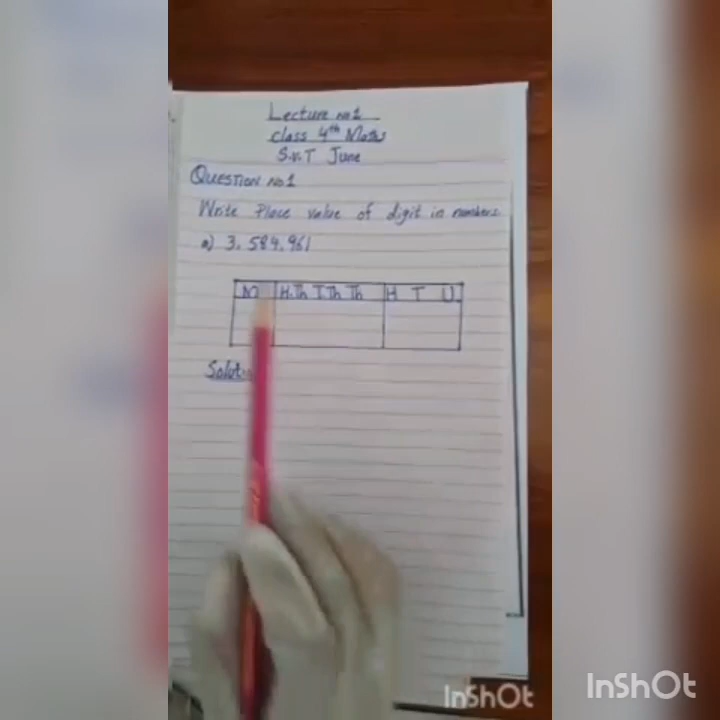 Lecture no 1
Class 4th Maths
S.V.T June
QUESTION NO 1
Write Place value of digit in numbers.
a) 3, 589, 961
M H.Th T.Th Th H T U
InShOt
InShOt